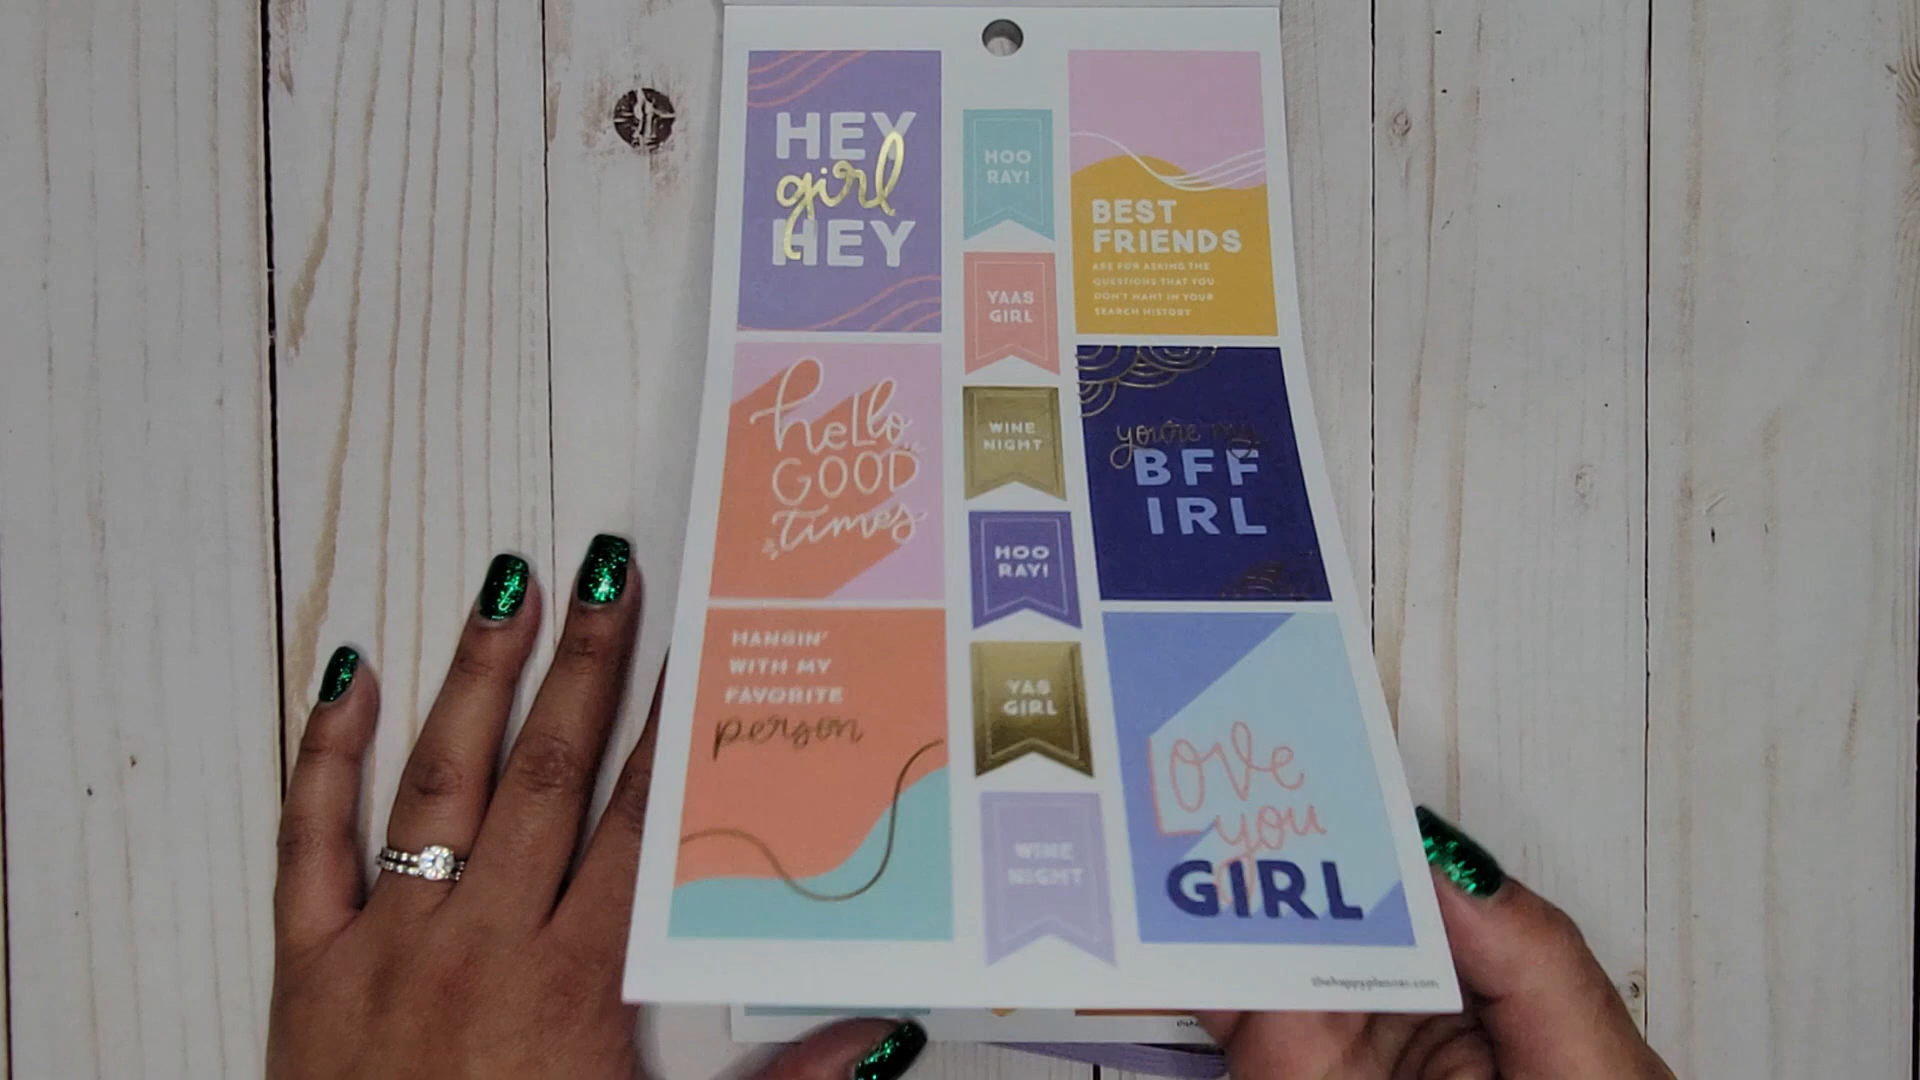 HEY
girl
HEY
hello
GOOD
times
HANGIN'
WITH MY
FAVORITE
person
HOO
RAY!
YAAS
GIRL
WINE
NIGHT
HOO
RAY!
YAS
GIRL
WINE
NIGHT
BEST
FRIENDS
ARE FOR ASKING THE
QUESTIONS THAT YOU
DON'T WANT IN YOUR
SEARCH HISTORY
you're my
BFF
IRL
love
you
GIRL
thehappyplanner.com